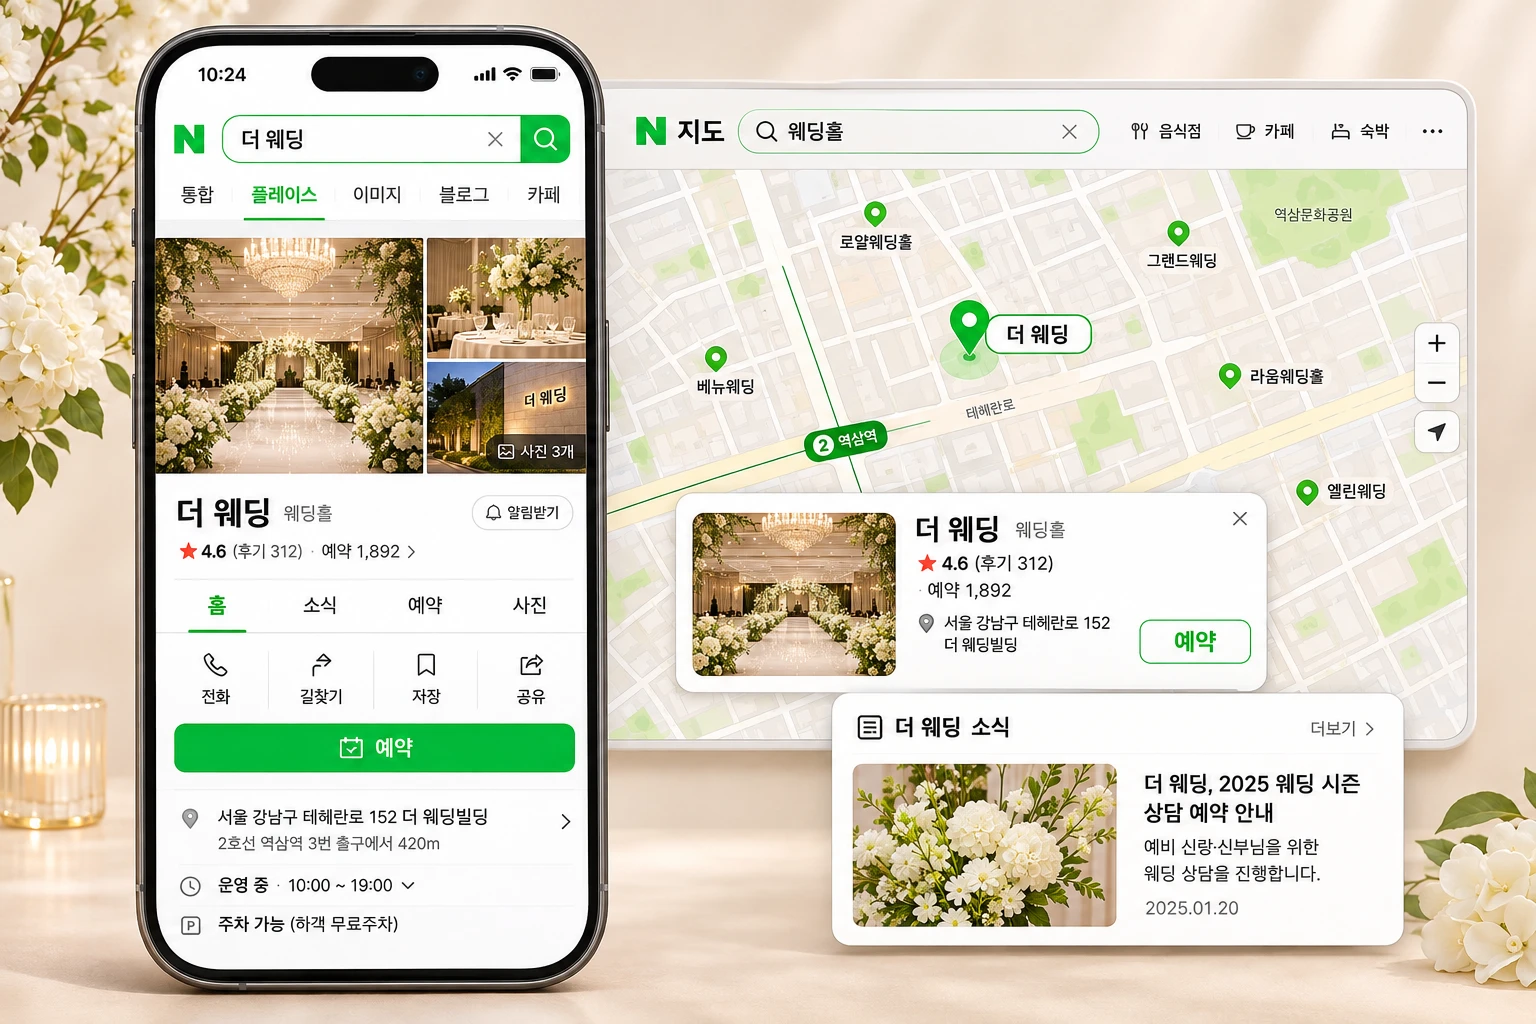 10:24
N
더 웨딩
통합
플레이스
이미지
블로그
카페
더 웨딩
사진 3개
더 웨딩 웨딩홀
알림받기
4.6 (후기 312) · 예약 1,892
홈
소식
예약
사진
전화
길찾기
자장
공유
예약
서울 강남구 테헤란로 152 더 웨딩빌딩
2호선 역삼역 3번 출구에서 420m
운영 중 · 10:00 ~ 19:00
P 주차 가능 (하객 무료주차)
N 지도
웨딩홀
음식점
카페
숙박
역삼문화공원
로얄웨딩홀
그랜드웨딩
더 웨딩
베뉴웨딩
라움웨딩홀
테헤란로
2 역삼역
엘린웨딩
더 웨딩 웨딩홀
4.6 (후기 312)
· 예약 1,892
서울 강남구 테헤란로 152
더 웨딩빌딩
예약
더 웨딩 소식
더보기
더 웨딩, 2025 웨딩 시즌
상담 예약 안내
예비 신랑·신부님을 위한
웨딩 상담을 진행합니다.
2025.01.20